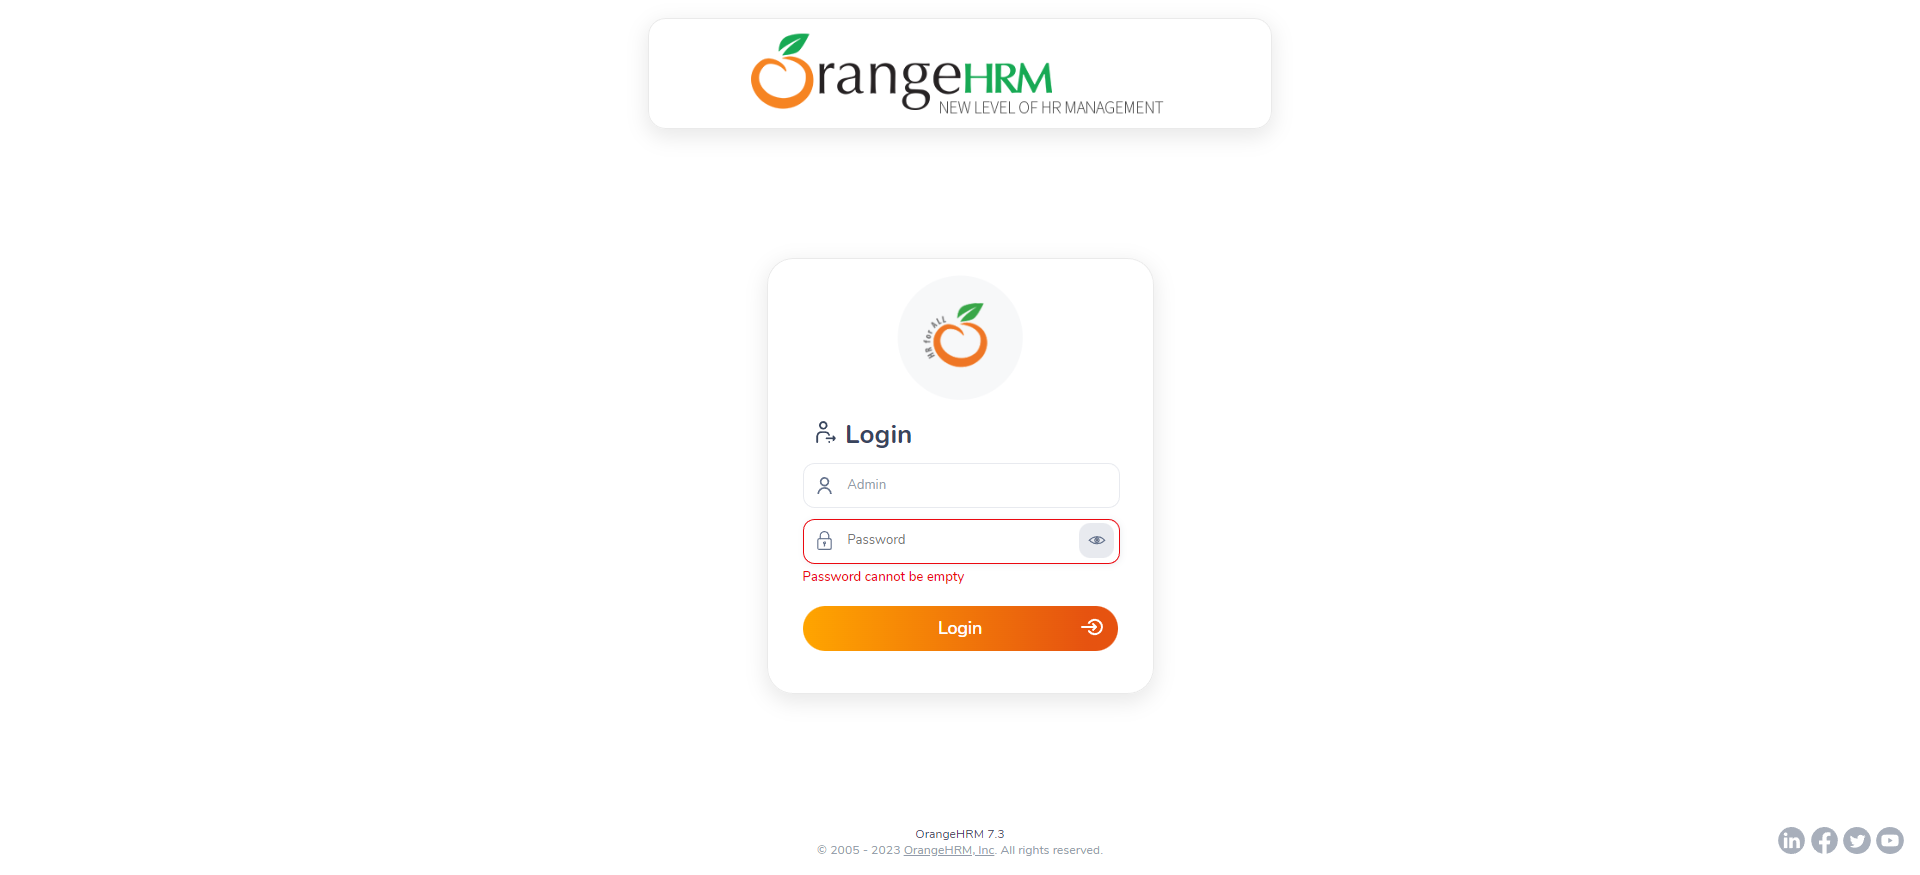 OrangeHRM
NEW LEVEL OF HR MANAGEMENT
HR for ALL
Login
Admin
Password
Password cannot be empty
Login
OrangeHRM 7.3
© 2005 - 2023 OrangeHRM, Inc. All rights reserved.